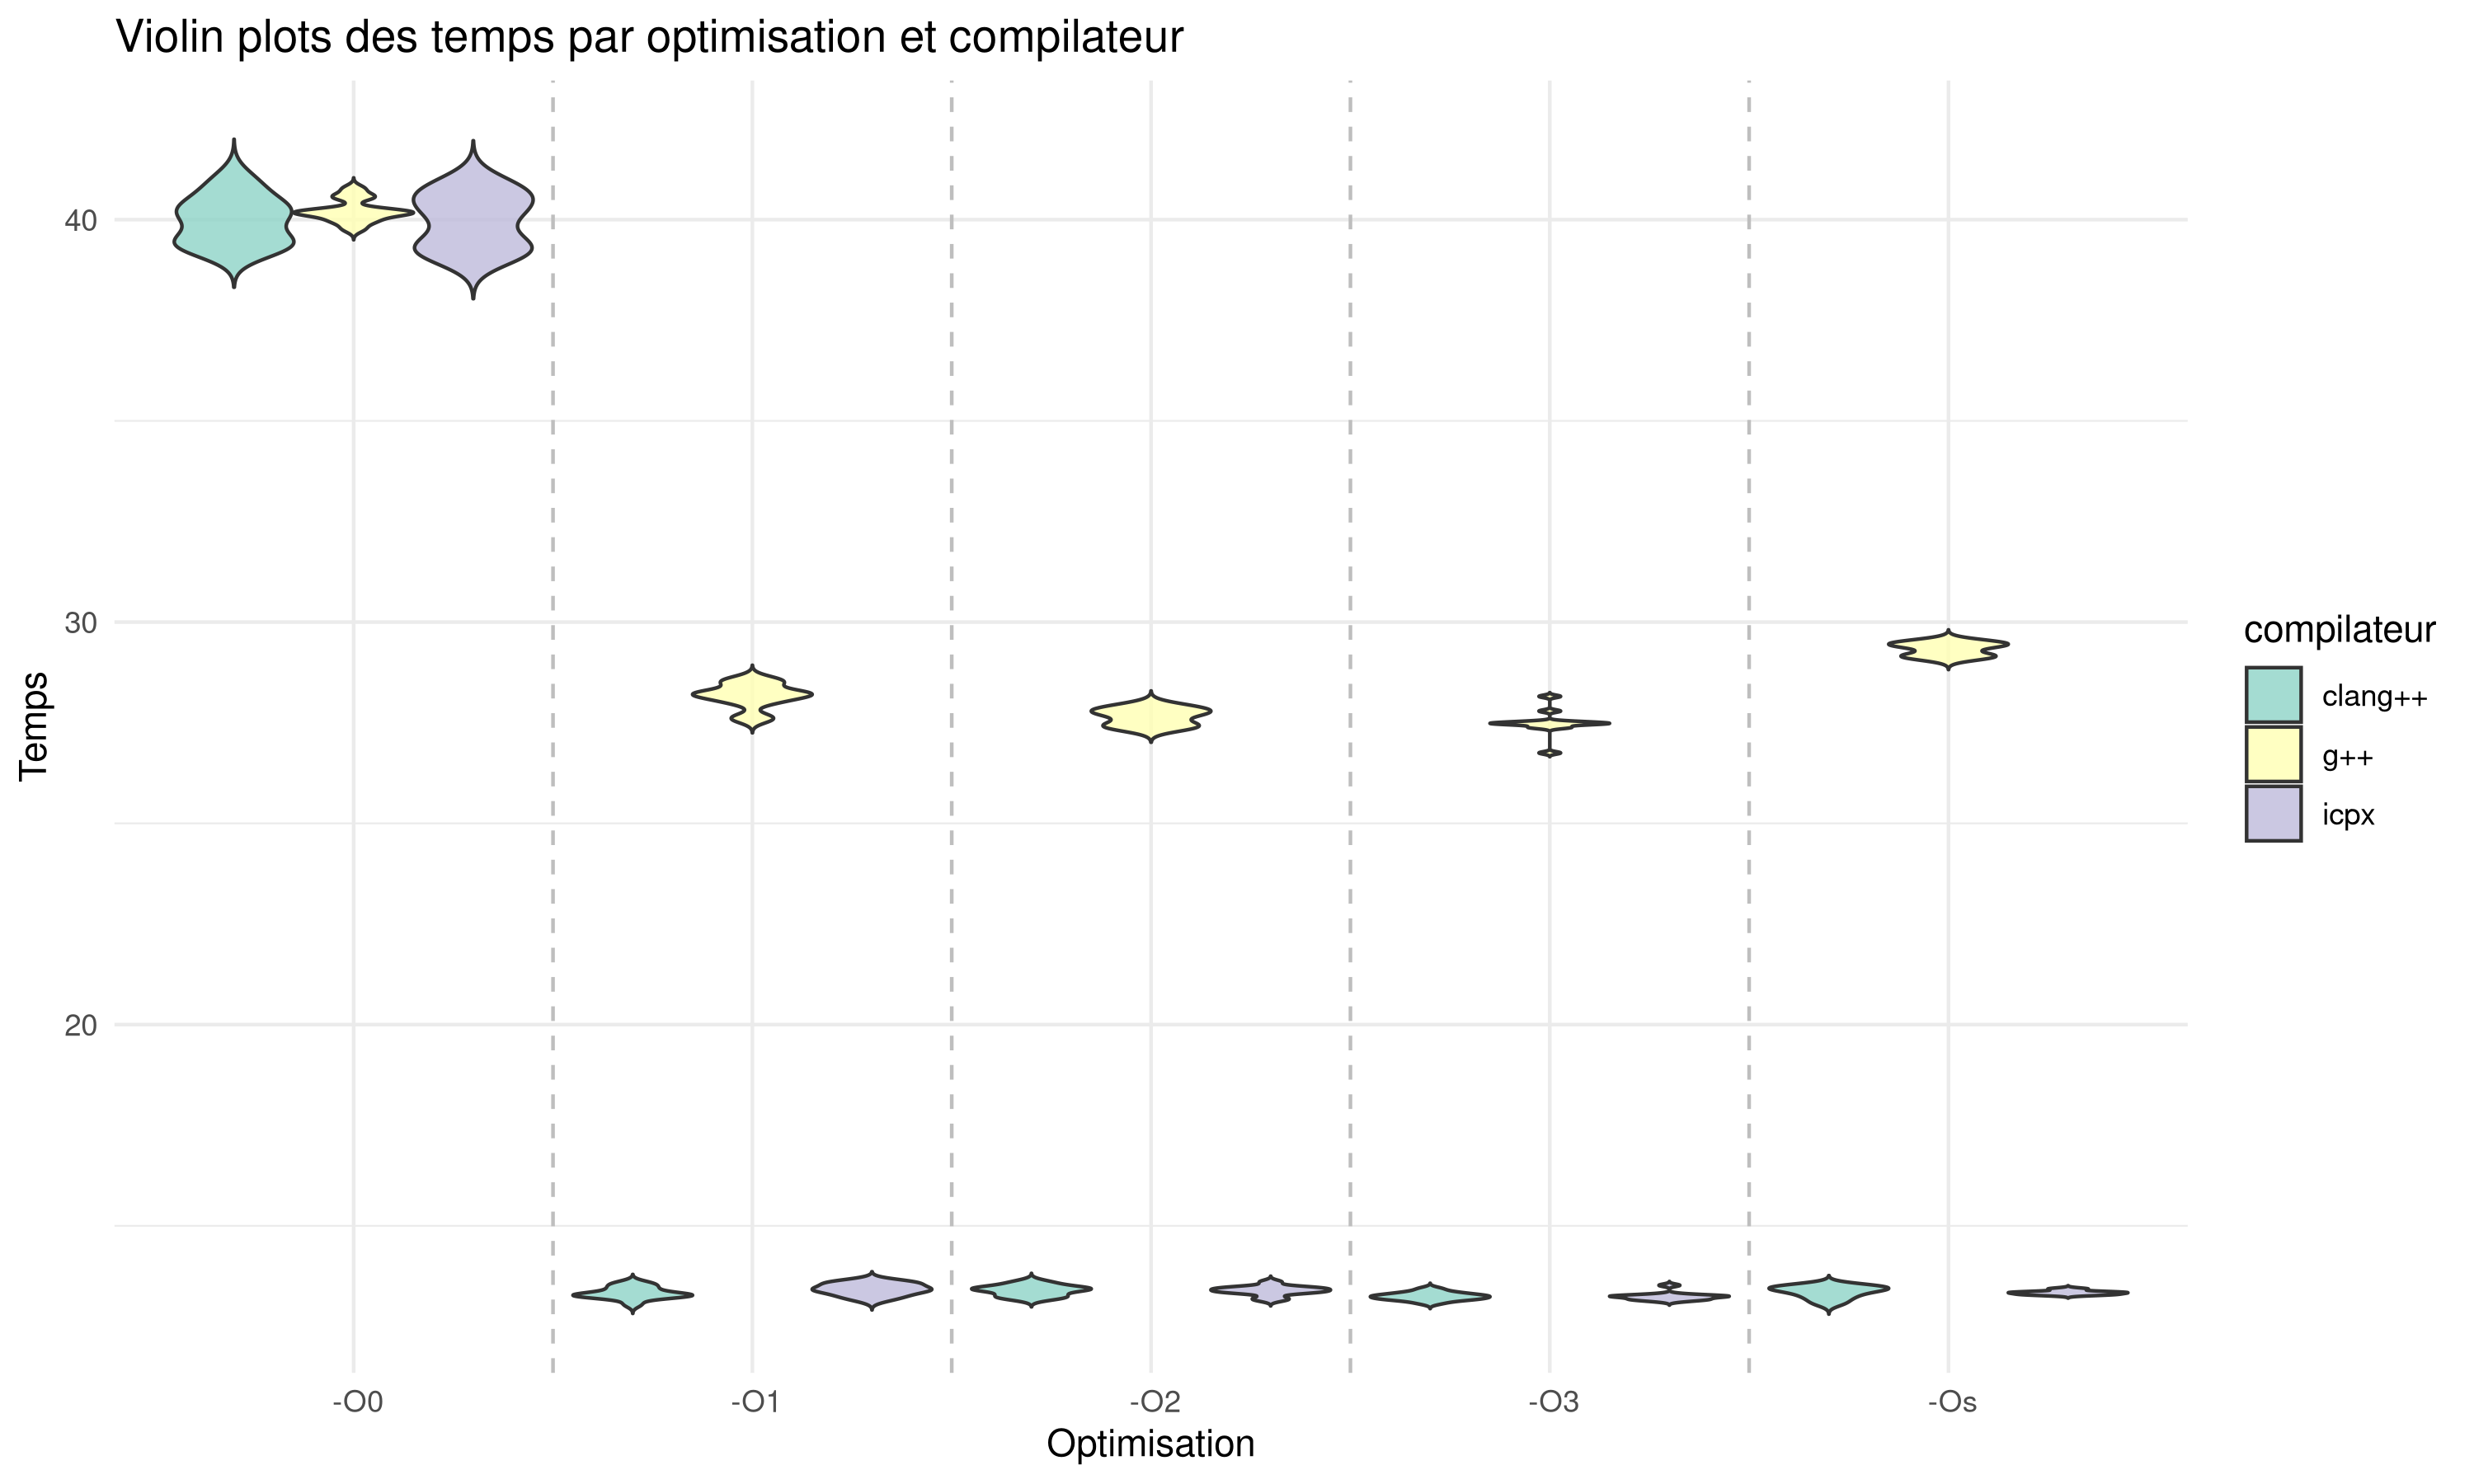 Violin plots des temps par optimisation et compilateur
40
30
20
Temps
-O0
-O1
-O2
-O3
-Os
Optimisation
compilateur
clang++
g++
icpx